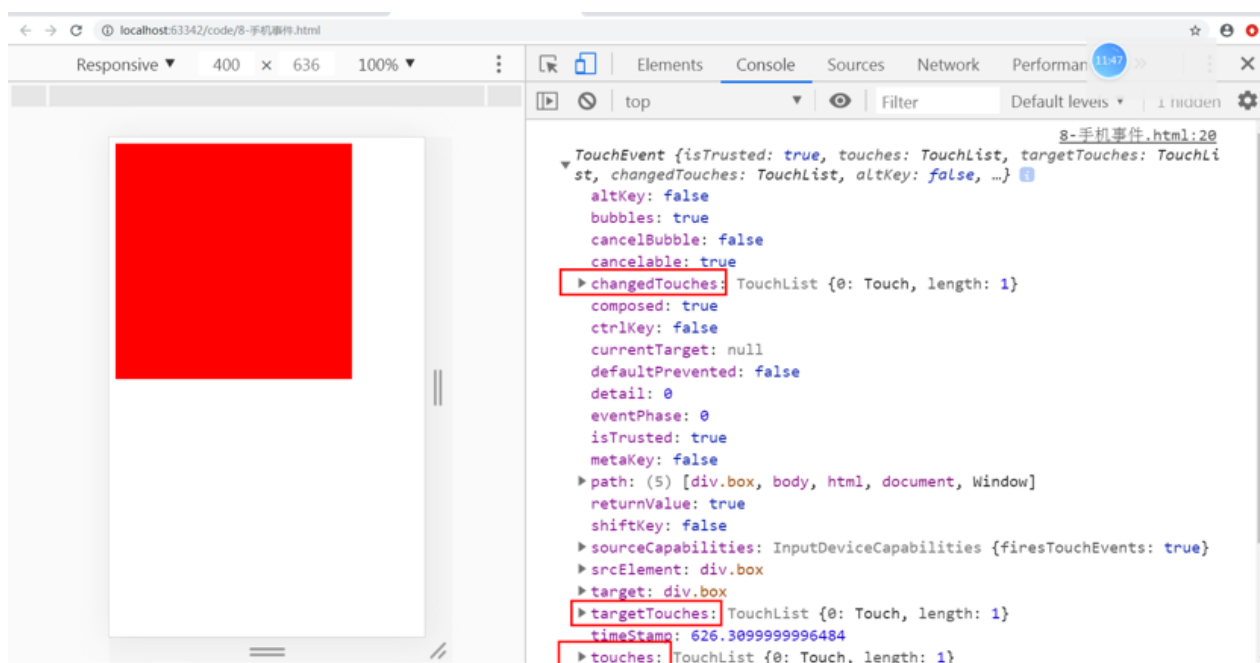 localhost:63342/code/8-手机事件.html
Responsive ▼ 400 × 636 100% ▼
Elements Console Sources Network Performan
11:47
top ▼ Filter Default levels ▼ 1 hidden
8-手机事件.html:20
TouchEvent {isTrusted: true, touches: TouchList, targetTouches: TouchLi
st, changedTouches: TouchList, altKey: false, …}
altKey: false
bubbles: true
cancelBubble: false
cancelable: true
changedTouches: TouchList {0: Touch, length: 1}
composed: true
ctrlKey: false
currentTarget: null
defaultPrevented: false
detail: 0
eventPhase: 0
isTrusted: true
metaKey: false
path: (5) [div.box, body, html, document, Window]
returnValue: true
shiftKey: false
sourceCapabilities: InputDeviceCapabilities {firesTouchEvents: true}
srcElement: div.box
target: div.box
targetTouches: TouchList {0: Touch, length: 1}
timeStamp: 626.3099999996484
touches: TouchList {0: Touch, length: 1}